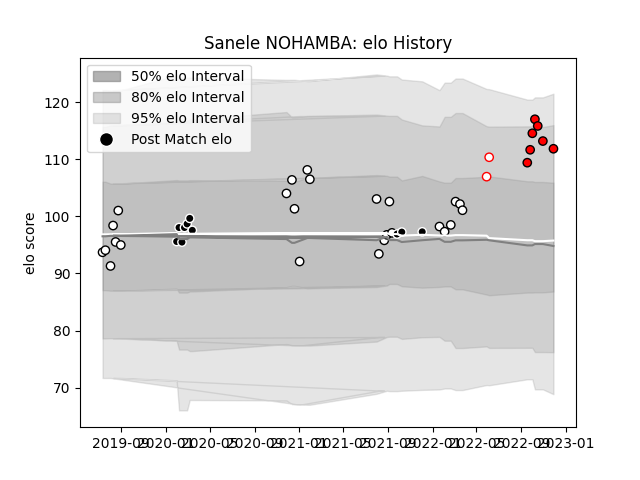 Sanele NOHAMBA: elo History
50% elo Interval
80% elo Interval
95% elo Interval
Post Match elo
elo score
120
110
100
90
80
70
2019-09 2020-01 2020-05 2020-09 2021-01 2021-05 2021-09 2022-01 2022-05 2022-09 2023-01